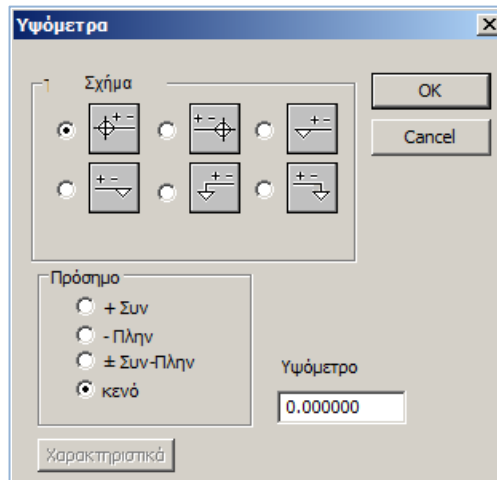 Υψόμετρα
Σχήμα
OK
Cancel
Πρόσημο
+ Συν
- Πλην
± Συν-Πλην
κενό
Υψόμετρο
0.000000
Χαρακτηριστικά